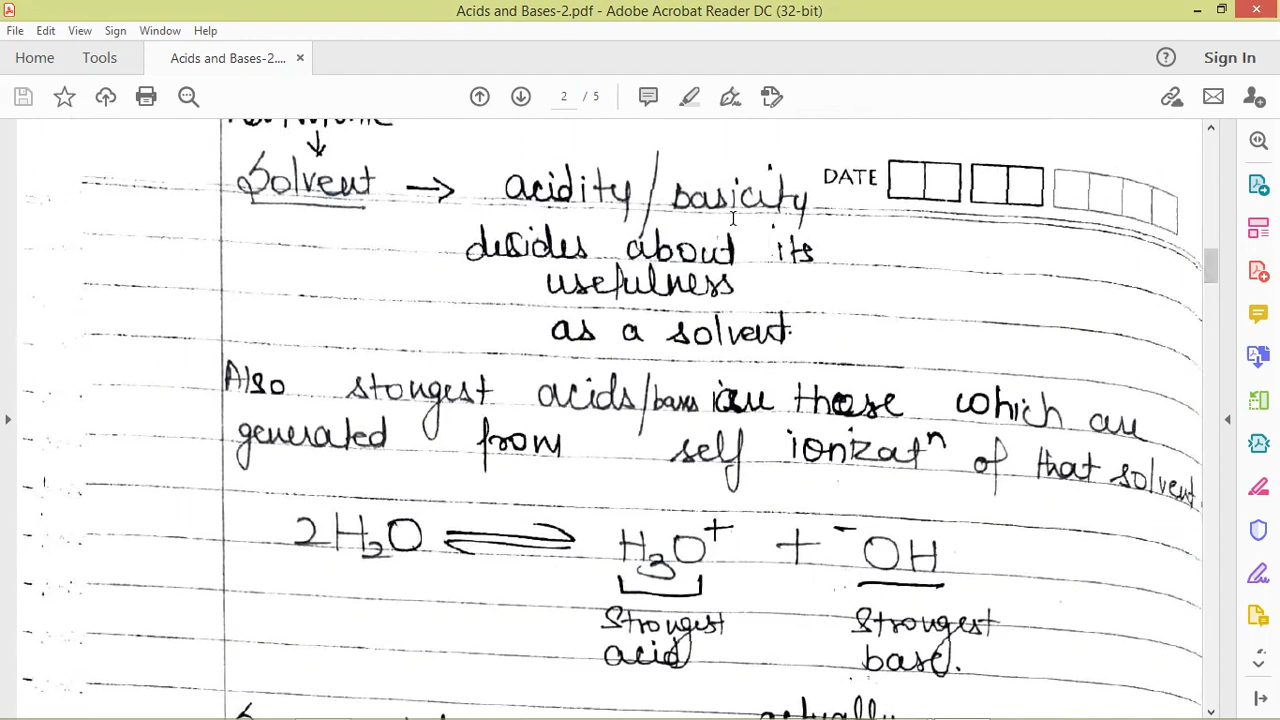 Acids and Bases-2.pdf - Adobe Acrobat Reader DC (32-bit)
File Edit View Sign Window Help
Home Tools Acids and Bases-2.... × Sign In
2 / 5
Solvent → acidity/basicity DATE
decides about its
usefulness
as a solvent.
Also stongest acids/bases are those which are
generated from self ionizatⁿ of that solvent
2H₂O ⇌ H₃O⁺ + ⁻OH
Strongest Strongest
acid base.
actually